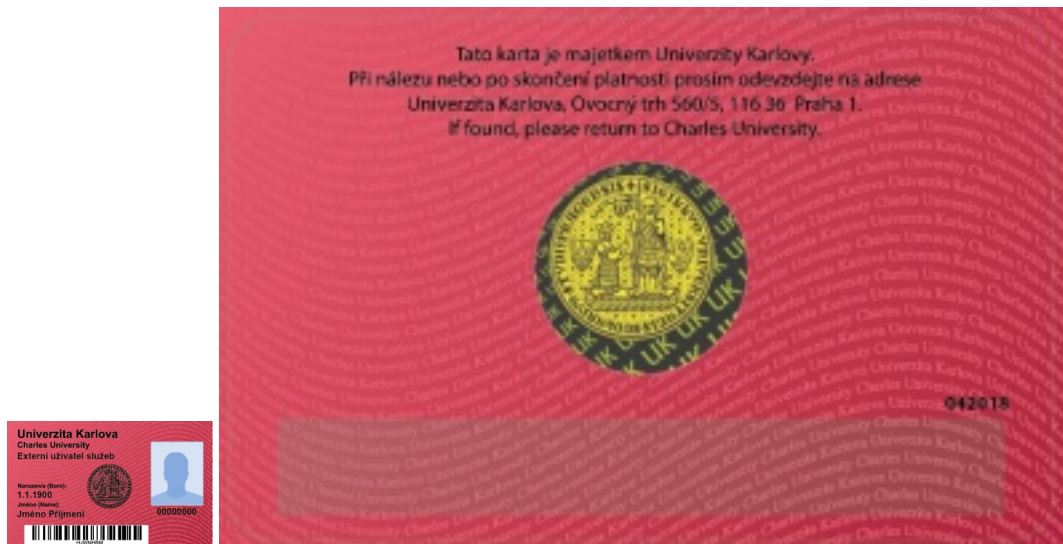 Univerzita Karlova
Charles University
Externí uživatel služeb
Narozen/a (Born):
1.1.1900
Jméno (Name):
Jméno Příjmení
00000000
Tato karta je majetkem Univerzity Karlovy.
Při nálezu nebo po skončení platnosti prosím odevzdejte na adrese
Univerzita Karlova, Ovocný trh 560/5, 116 36 Praha 1.
If found, please return to Charles University.
UK UK UK UK
042018